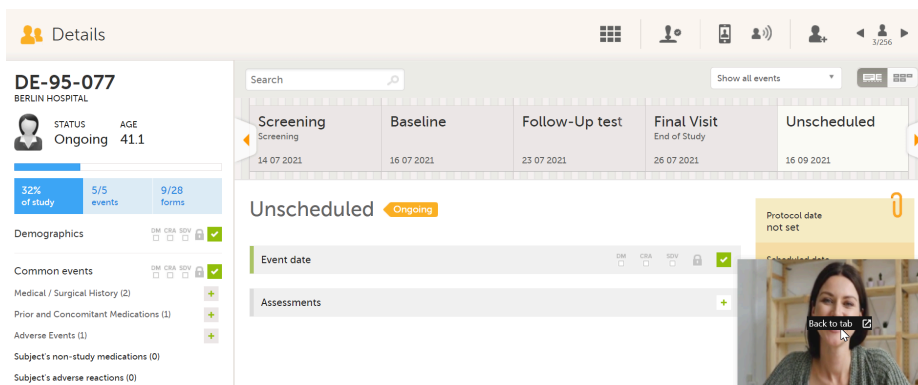 Details
3/256
DE-95-077
BERLIN HOSPITAL
STATUS AGE
Ongoing 41.1
32% 5/5 9/28
of study events forms
Demographics DM CRA SDV
Common events DM CRA SDV
Medical / Surgical History (2) +
Prior and Concomitant Medications (1) +
Adverse Events (1) +
Subject's non-study medications (0)
Subject's adverse reactions (0)
Search
Show all events
Screening
Screening
14 07 2021
Baseline
16 07 2021
Follow-Up test
23 07 2021
Final Visit
End of Study
26 07 2021
Unscheduled
16 09 2021
Unscheduled Ongoing
Event date DM CRA SDV
Assessments +
Protocol date
not set
Scheduled date
Back to tab